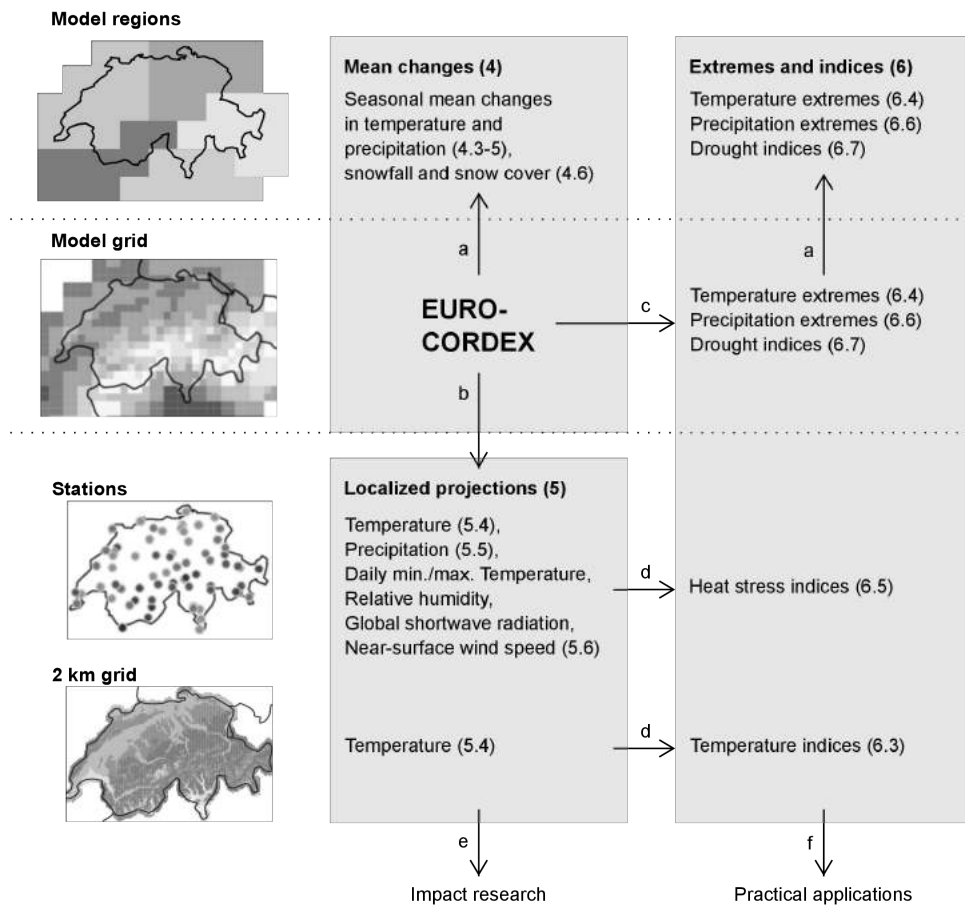 Model regions
Mean changes (4)
Seasonal mean changes
in temperature and
precipitation (4.3-5),
snowfall and snow cover (4.6)
Extremes and indices (6)
Temperature extremes (6.4)
Precipitation extremes (6.6)
Drought indices (6.7)
Model grid
a
a
EURO-
CORDEX
c
Temperature extremes (6.4)
Precipitation extremes (6.6)
Drought indices (6.7)
b
Stations
Localized projections (5)
Temperature (5.4),
Precipitation (5.5),
Daily min./max. Temperature,
Relative humidity,
Global shortwave radiation,
Near-surface wind speed (5.6)
d
Heat stress indices (6.5)
2 km grid
Temperature (5.4)
d
Temperature indices (6.3)
e
f
Impact research
Practical applications